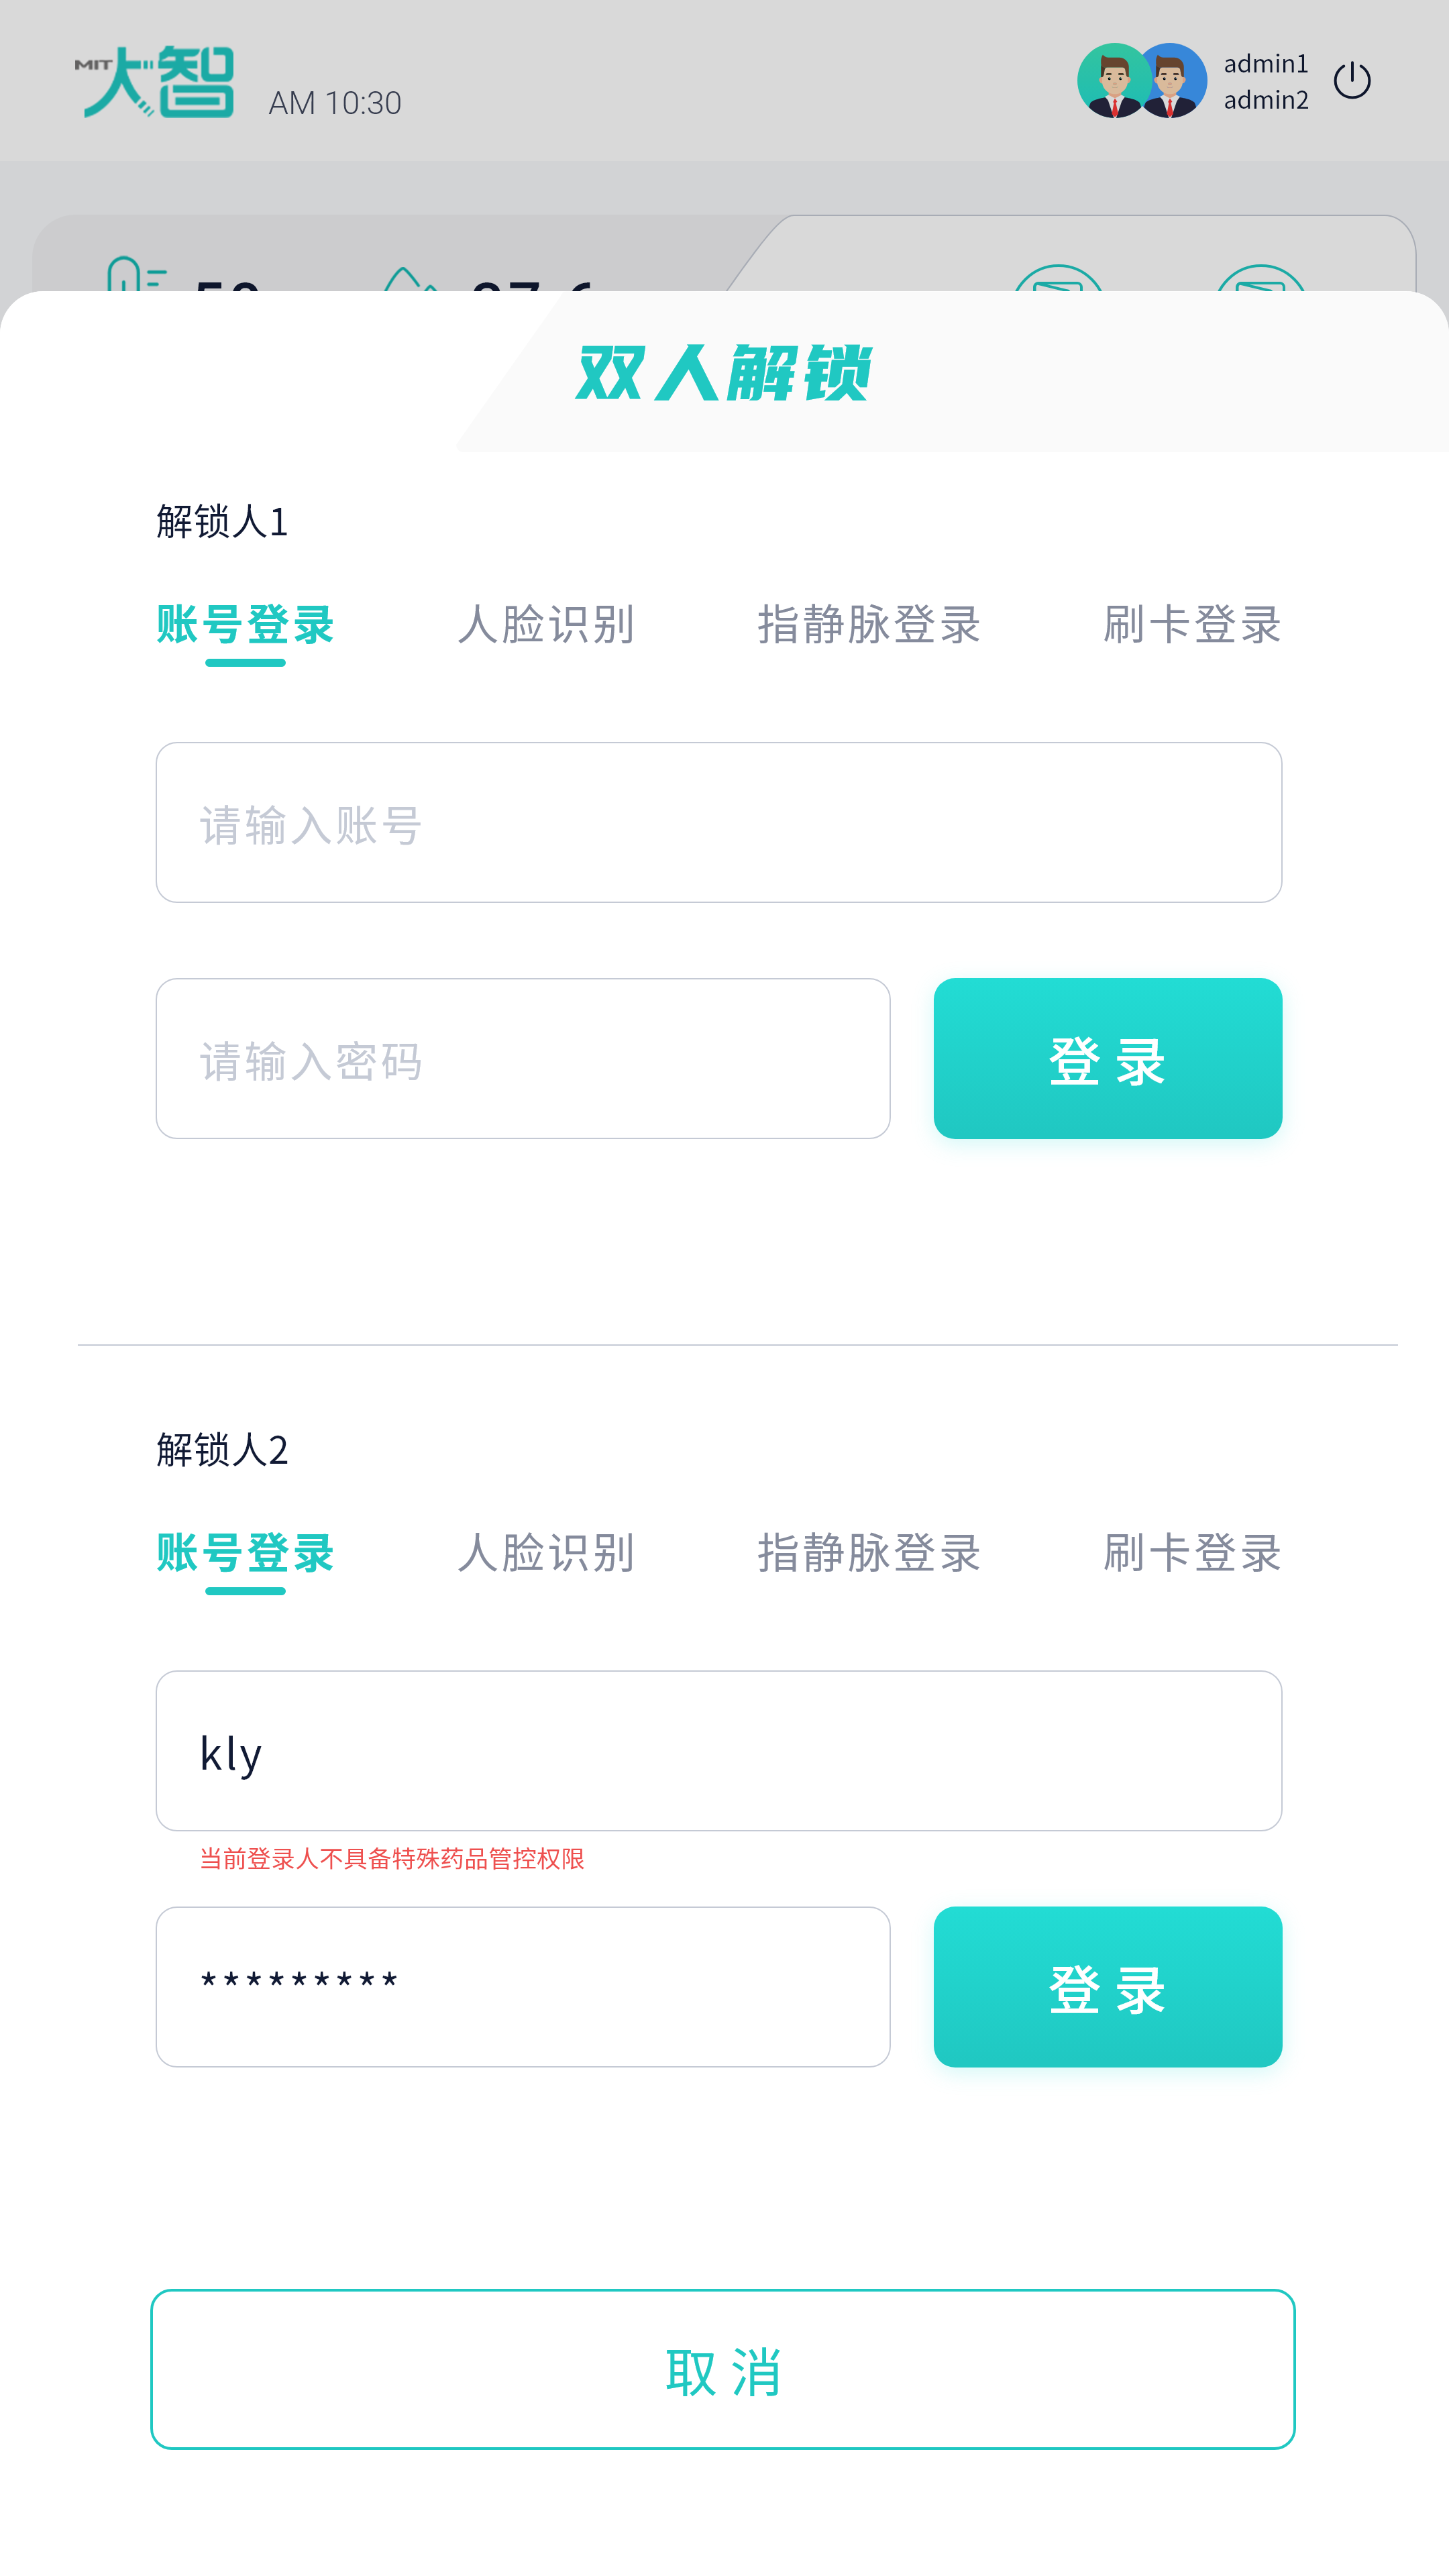 MIT大智
AM 10:30
admin1
admin2
双人解锁
解锁人1
账号登录 人脸识别 指静脉登录 刷卡登录
请输入账号
请输入密码
登录
解锁人2
账号登录 人脸识别 指静脉登录 刷卡登录
kly
当前登录人不具备特殊药品管控权限
*********
登录
取消